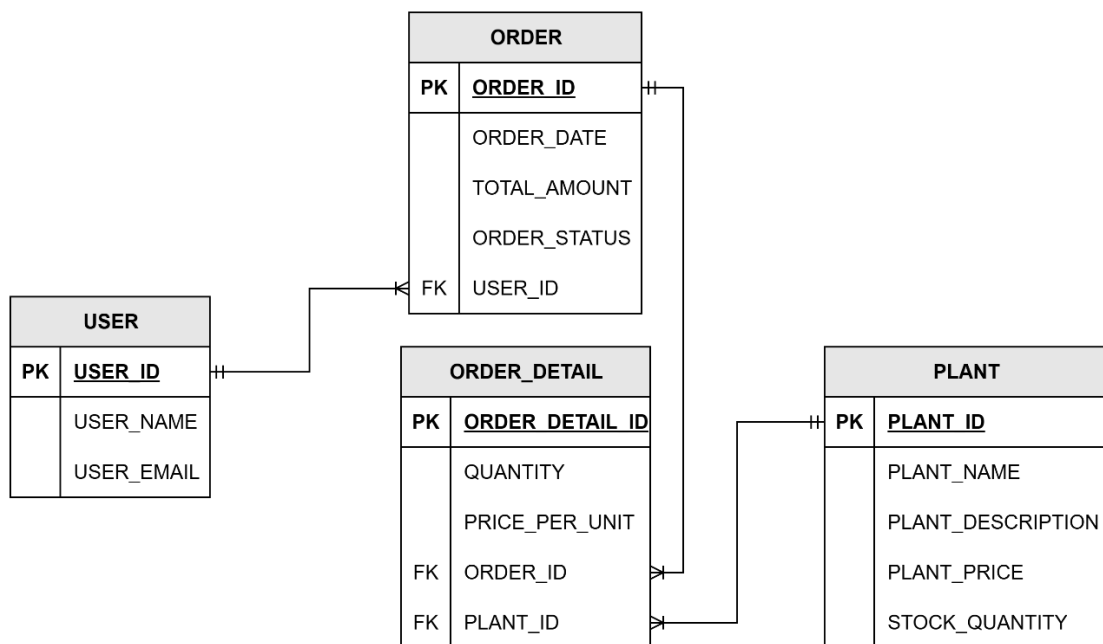 ORDER
PK ORDER_ID
ORDER_DATE
TOTAL_AMOUNT
ORDER_STATUS
FK USER_ID
USER
PK USER_ID
USER_NAME
USER_EMAIL
ORDER_DETAIL
PK ORDER_DETAIL_ID
QUANTITY
PRICE_PER_UNIT
FK ORDER_ID
FK PLANT_ID
PLANT
PK PLANT_ID
PLANT_NAME
PLANT_DESCRIPTION
PLANT_PRICE
STOCK_QUANTITY